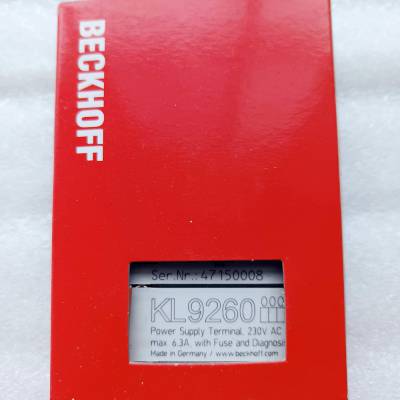 BECKHOFF
Ser.Nr.: 47150008
KL9260
Power Supply Terminal, 230V AC
max. 6.3A, with Fuse and Diagnosis
Made in Germany / www.beckhoff.com